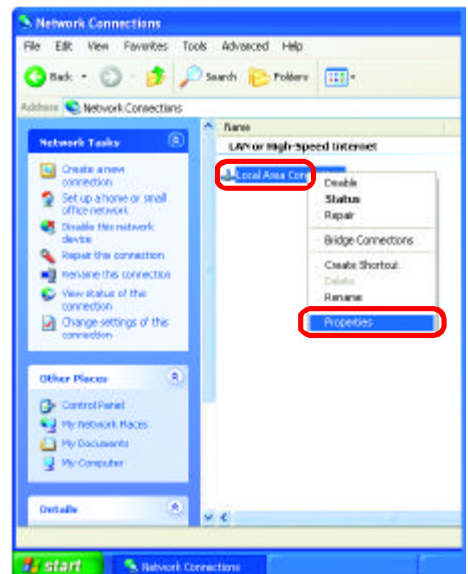 Network Connections
File Edit View Favorites Tools Advanced Help
Back Search Folders
Address Network Connections
Name
LAN or High-Speed Internet
Network Tasks
Create a new
connection
Set up a home or small
office network
Disable this network
device
Repair this connection
Rename this connection
View status of this
connection
Change settings of this
connection
Local Area Con
Disable
Status
Repair
Bridge Connections
Create Shortcut
Delete
Rename
Properties
Other Places
Control Panel
My Network Places
My Documents
My Computer
Details
start Network Connections